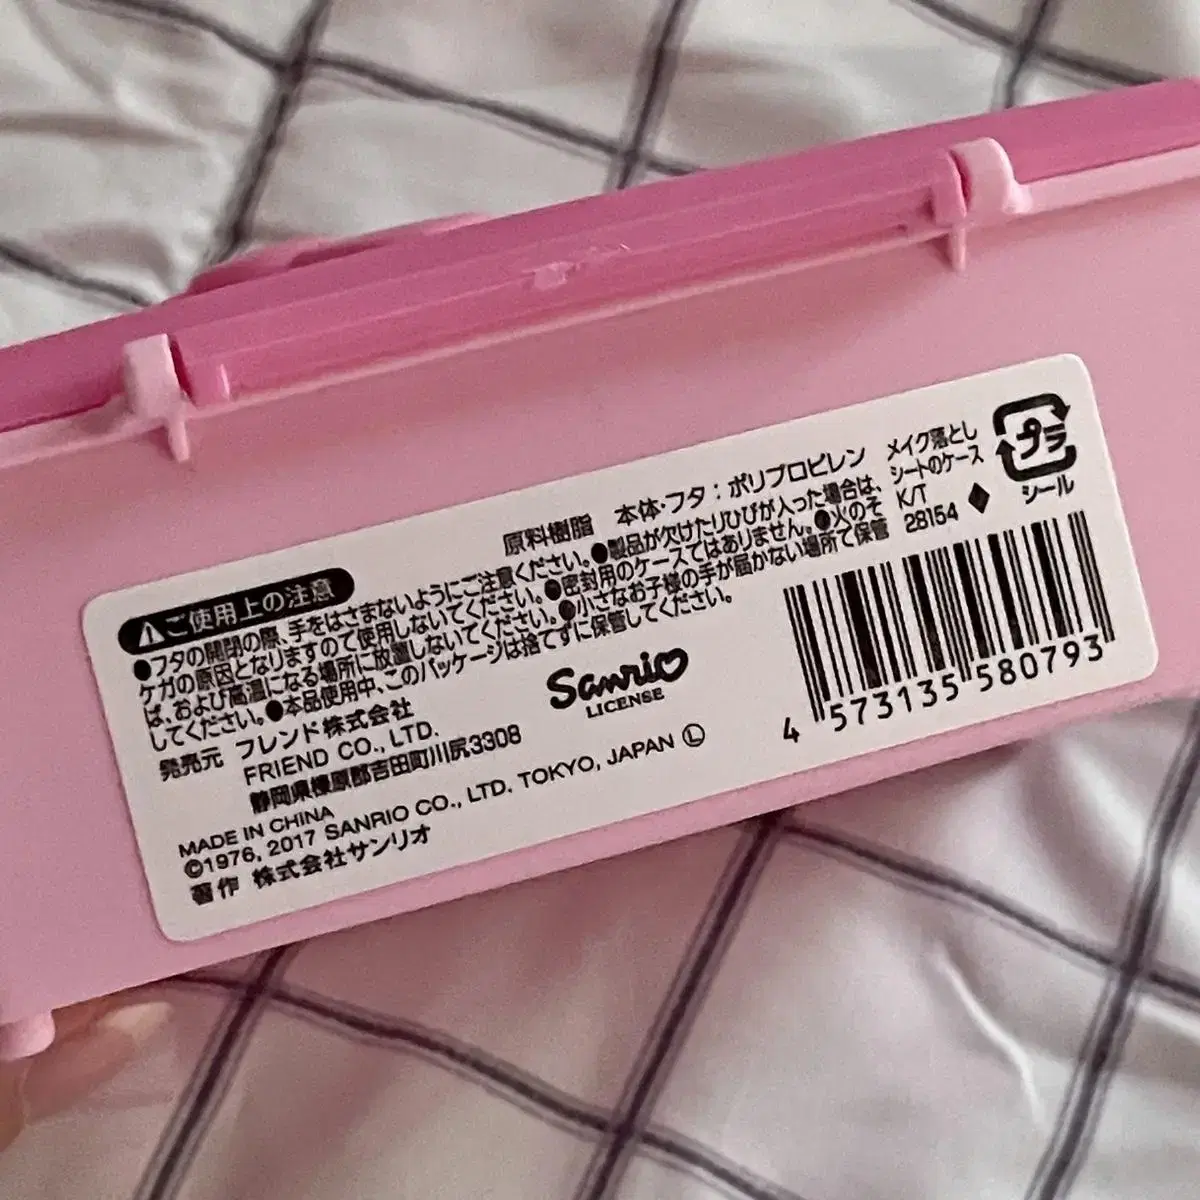 プラ
シール
メイク落とし
シートのケース
K/T
28154
原料樹脂 本体・フタ：ポリプロピレン
ご使用上の注意
●フタの開閉の際、手をはさまないようにご注意ください。●製品が欠けたりひびが入った場合は、
ケガの原因となりますので使用しないてください。●密封用のケースではありません。●火のそ
ば、および高温になる場所に放置しないてください。●小さなお子様の手が届かない場所で保管
してください。●本品使用中、このパッケージは捨てずに保管してください。
発売元 フレンド株式会社
FRIEND CO., LTD.
静岡県榛原郡吉田町川尻3308
Sanrio
LICENSE
MADE IN CHINA
©1976, 2017 SANRIO CO., LTD. TOKYO, JAPAN Ⓛ
著作 株式会社サンリオ
4 573135 580793